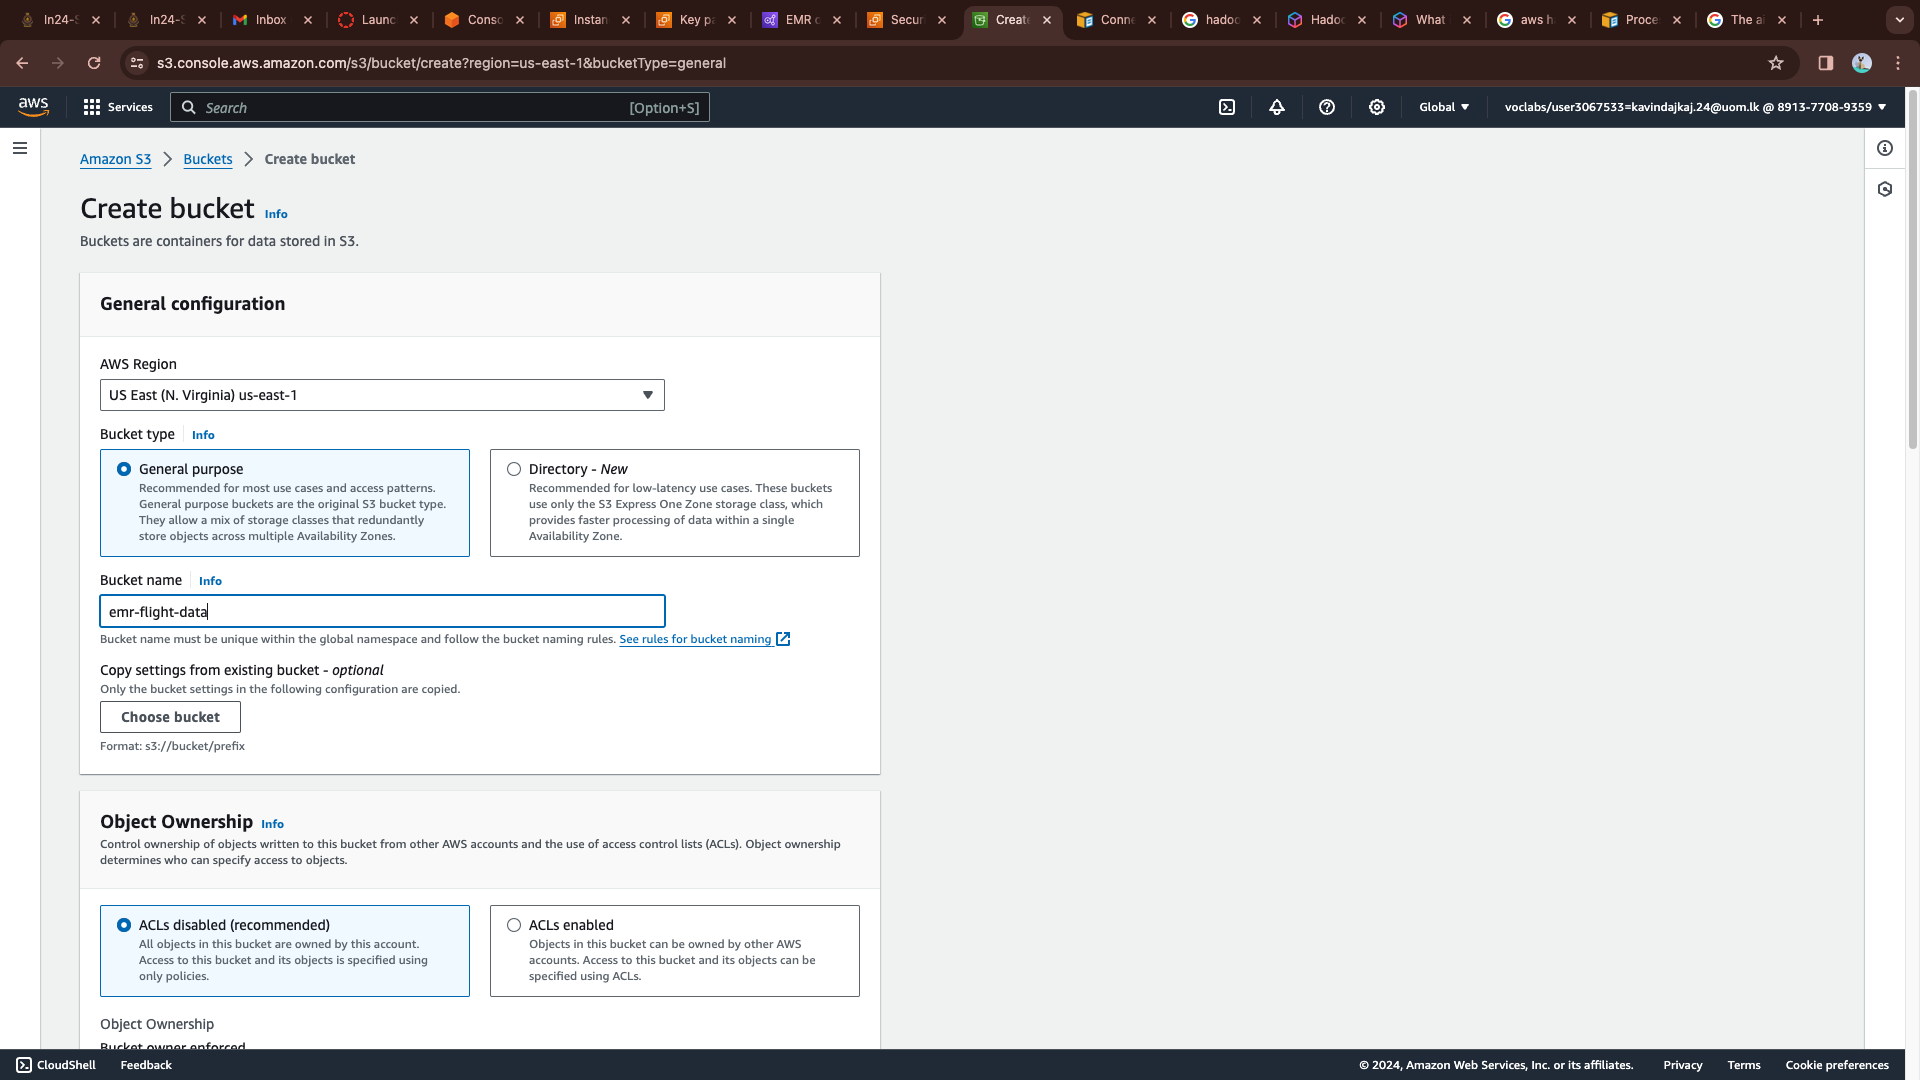 In24-S
In24-S
Inbox
Launc
Conso
Instan
Key pa
EMR c
Secur
Create
Conne
hadoo
Hadoo
What
aws h
Proce
The ai
s3.console.aws.amazon.com/s3/bucket/create?region=us-east-1&bucketType=general
aws
Services
Search
[Option+S]
Global
voclabs/user3067533=kavindajkaj.24@uom.lk @ 8913-7708-9359
Amazon S3 > Buckets > Create bucket
Create bucket Info
Buckets are containers for data stored in S3.
General configuration
AWS Region
US East (N. Virginia) us-east-1
Bucket type Info
General purpose
Recommended for most use cases and access patterns.
General purpose buckets are the original S3 bucket type.
They allow a mix of storage classes that redundantly
store objects across multiple Availability Zones.
Directory - New
Recommended for low-latency use cases. These buckets
use only the S3 Express One Zone storage class, which
provides faster processing of data within a single
Availability Zone.
Bucket name Info
emr-flight-data
Bucket name must be unique within the global namespace and follow the bucket naming rules. See rules for bucket naming
Copy settings from existing bucket - optional
Only the bucket settings in the following configuration are copied.
Choose bucket
Format: s3://bucket/prefix
Object Ownership Info
Control ownership of objects written to this bucket from other AWS accounts and the use of access control lists (ACLs). Object ownership
determines who can specify access to objects.
ACLs disabled (recommended)
All objects in this bucket are owned by this account.
Access to this bucket and its objects is specified using
only policies.
ACLs enabled
Objects in this bucket can be owned by other AWS
accounts. Access to this bucket and its objects can be
specified using ACLs.
Object Ownership
Bucket owner enforced
CloudShell
Feedback
© 2024, Amazon Web Services, Inc. or its affiliates.
Privacy
Terms
Cookie preferences